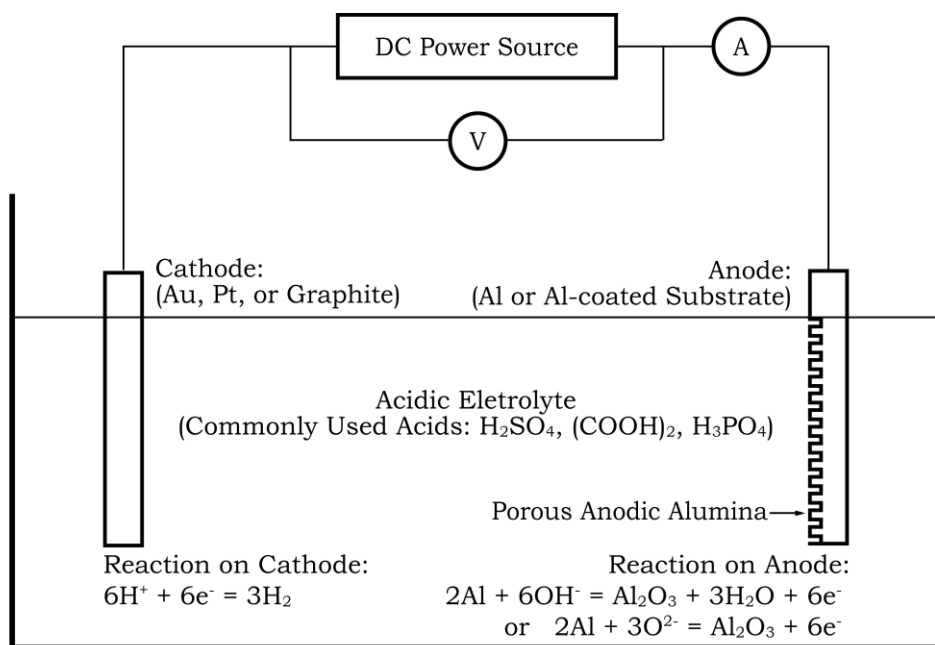 DC Power Source
A
V
Cathode:
(Au, Pt, or Graphite)
Anode:
(Al or Al-coated Substrate)
Acidic Eletrolyte
(Commonly Used Acids: H₂SO₄, (COOH)₂, H₃PO₄)
Porous Anodic Alumina
Reaction on Cathode:
6H⁺ + 6e⁻ = 3H₂
Reaction on Anode:
2Al + 6OH⁻ = Al₂O₃ + 3H₂O + 6e⁻
or 2Al + 3O²⁻ = Al₂O₃ + 6e⁻